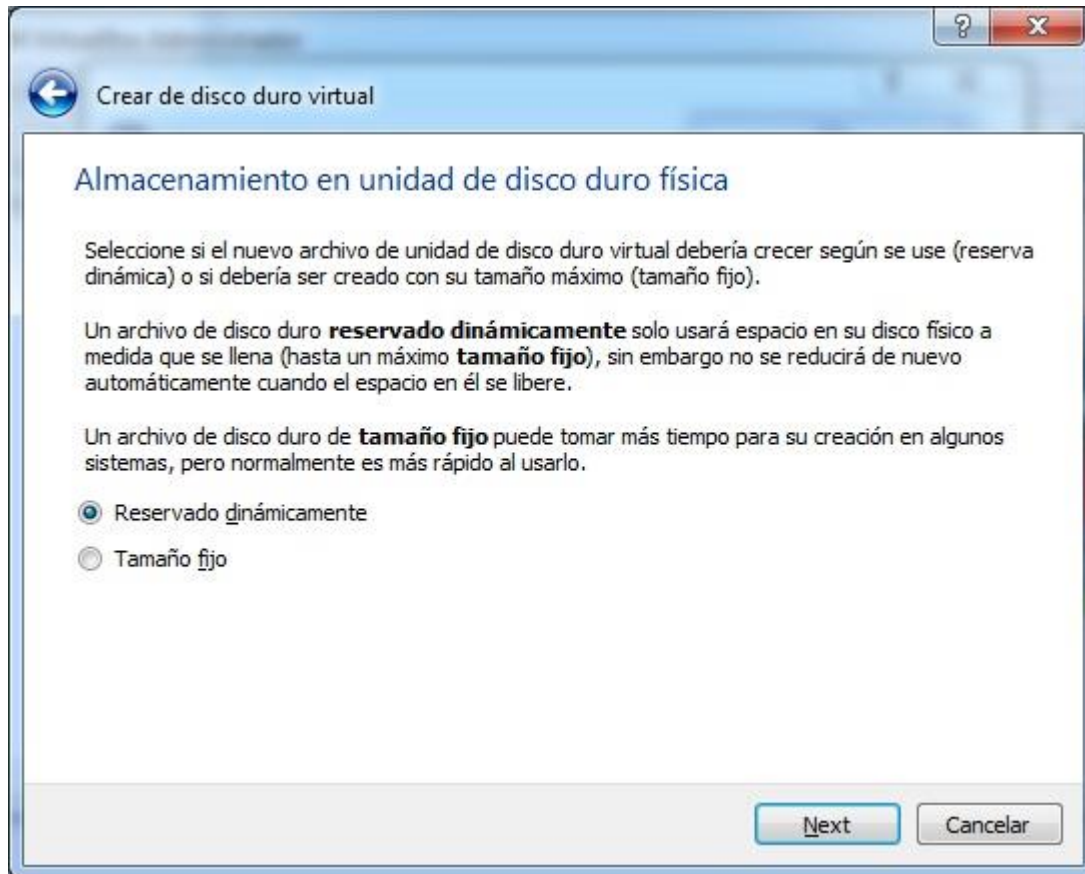 Crear de disco duro virtual
Almacenamiento en unidad de disco duro física
Seleccione si el nuevo archivo de unidad de disco duro virtual debería crecer según se use (reserva
dinámica) o si debería ser creado con su tamaño máximo (tamaño fijo).
Un archivo de disco duro reservado dinámicamente solo usará espacio en su disco físico a
medida que se llena (hasta un máximo tamaño fijo), sin embargo no se reducirá de nuevo
automáticamente cuando el espacio en él se libere.
Un archivo de disco duro de tamaño fijo puede tomar más tiempo para su creación en algunos
sistemas, pero normalmente es más rápido al usarlo.
Reservado dinámicamente
Tamaño fijo
Next
Cancelar